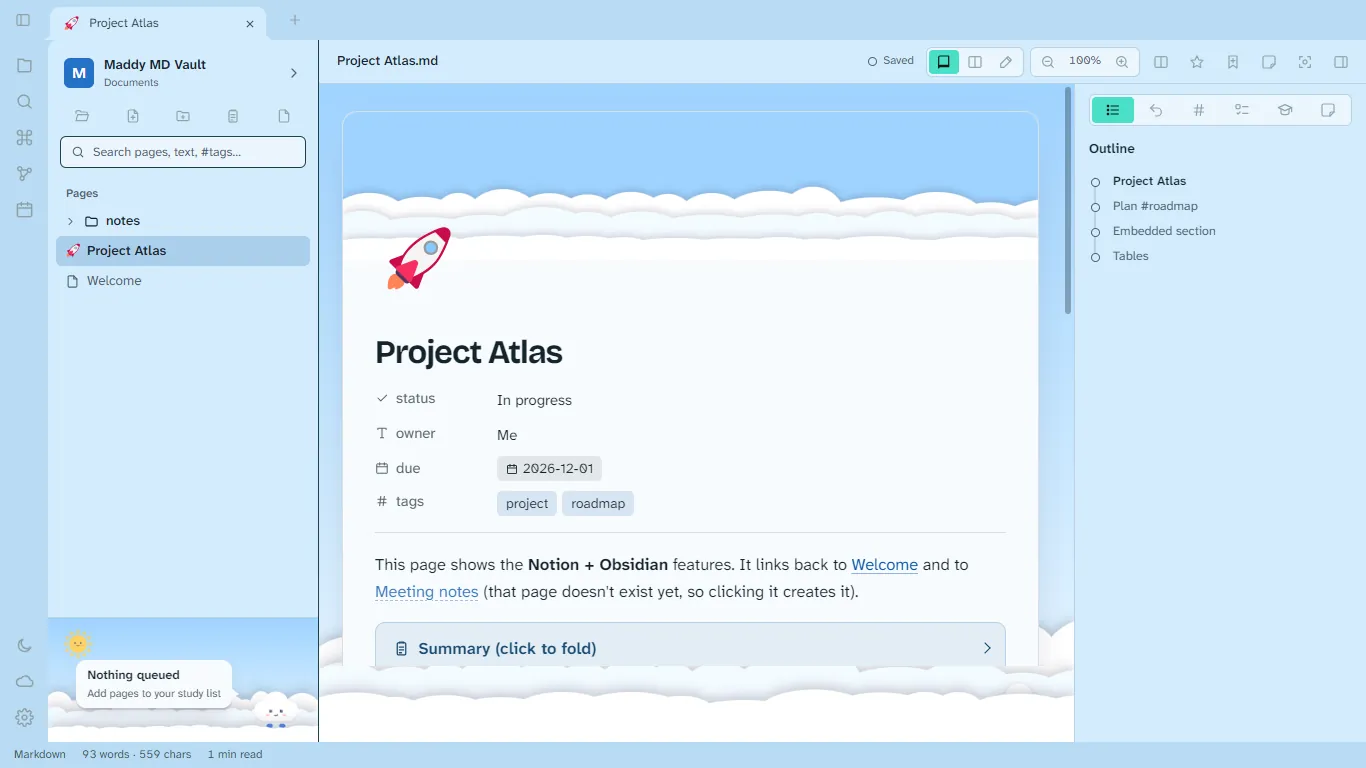 Project Atlas
M
Maddy MD Vault
Documents
Search pages, text, #tags...
Pages
notes
Project Atlas
Welcome
Nothing queued
Add pages to your study list
Project Atlas.md
Saved
100%
Project Atlas
status
In progress
owner
Me
due
2026-12-01
# tags
project
roadmap
This page shows the Notion + Obsidian features. It links back to Welcome and to
Meeting notes (that page doesn't exist yet, so clicking it creates it).
Summary (click to fold)
Outline
Project Atlas
Plan #roadmap
Embedded section
Tables
Markdown
93 words · 559 chars
1 min read